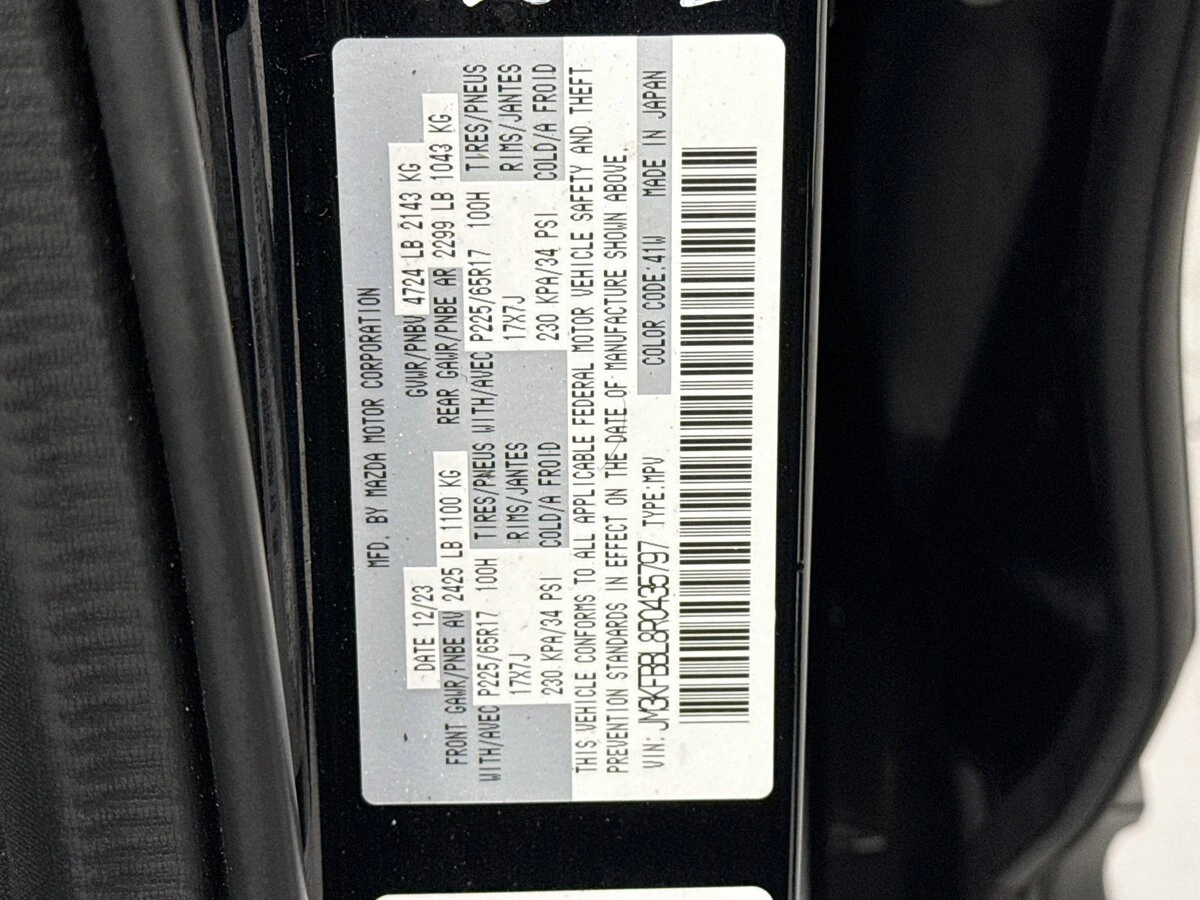 MFD. BY MAZDA MOTOR CORPORATION
DATE 12/23 GVWR/PNBV 4724 LB 2143 KG
FRONT GAWR/PNBE AV 2425 LB 1100 KG REAR GAWR/PNBE AR 2299 LB 1043 KG
WITH/AVEC P225/65R17 100H TIRES/PNEUS WITH/AVEC P225/65R17 100H TIRES/PNEUS
17X7J RIMS/JANTES 17X7J RIMS/JANTES
230 KPA/34 PSI COLD/A FROID 230 KPA/34 PSI COLD/A FROID
THIS VEHICLE CONFORMS TO ALL APPLICABLE FEDERAL MOTOR VEHICLE SAFETY AND THEFT
PREVENTION STANDARDS IN EFFECT ON THE DATE OF MANUFACTURE SHOWN ABOVE.
VIN: JM3KFBBL8R0435797 TYPE:MPV COLOR CODE:41W MADE IN JAPAN